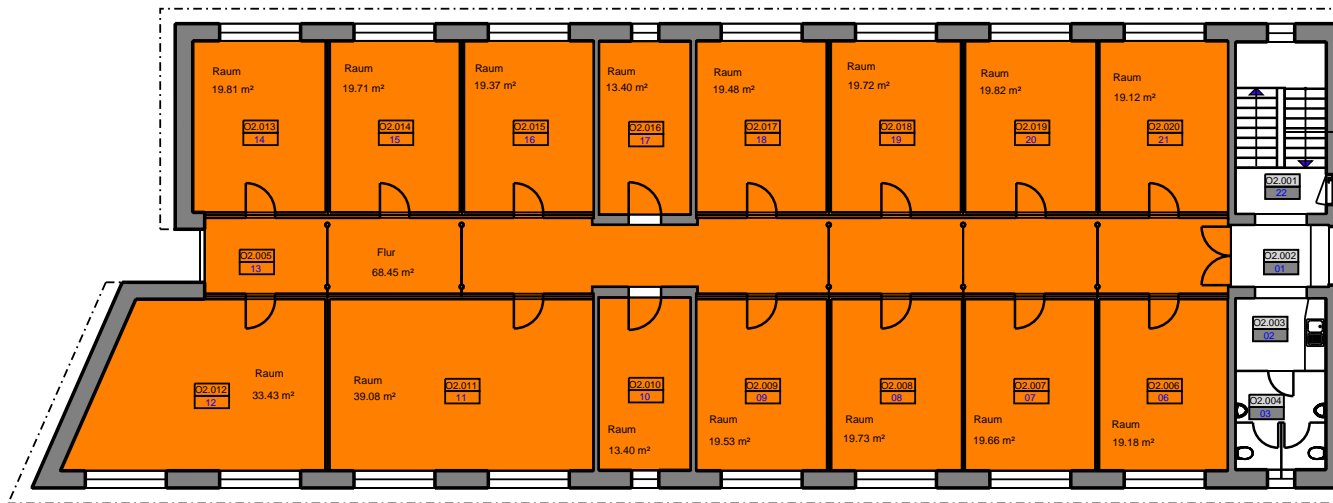 Raum
19.81 m²
O2.013
14
Raum
19.71 m²
O2.014
15
Raum
19.37 m²
O2.015
16
Raum
13.40 m²
O2.016
17
Raum
19.48 m²
O2.017
18
Raum
19.72 m²
O2.018
19
Raum
19.82 m²
O2.019
20
Raum
19.12 m²
O2.020
21
O2.001
22
O2.005
13
Flur
68.45 m²
O2.002
01
O2.003
02
O2.004
03
Raum
33.43 m²
O2.012
12
Raum
39.08 m²
O2.011
11
O2.010
10
Raum
13.40 m²
O2.009
09
Raum
19.53 m²
O2.008
08
Raum
19.73 m²
O2.007
07
Raum
19.66 m²
O2.006
06
Raum
19.18 m²